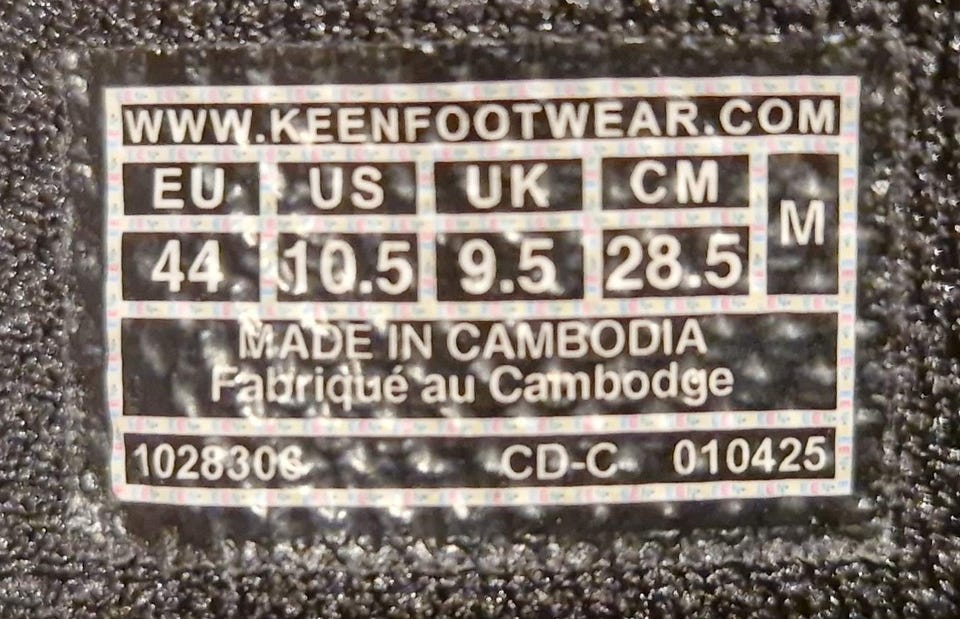 WWW.KEENFOOTWEAR.COM
EU US UK CM M
44 10.5 9.5 28.5
MADE IN CAMBODIA
Fabriqué au Cambodge
1028306 CD-C 010425